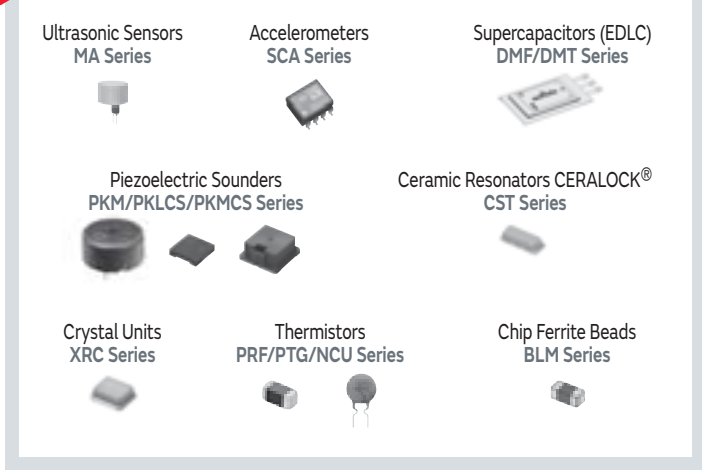 Ultrasonic Sensors
MA Series
Accelerometers
SCA Series
Supercapacitors (EDLC)
DMF/DMT Series
Piezoelectric Sounders
PKM/PKLCS/PKMCS Series
Ceramic Resonators CERALOCK®
CST Series
Crystal Units
XRC Series
Thermistors
PRF/PTG/NCU Series
Chip Ferrite Beads
BLM Series